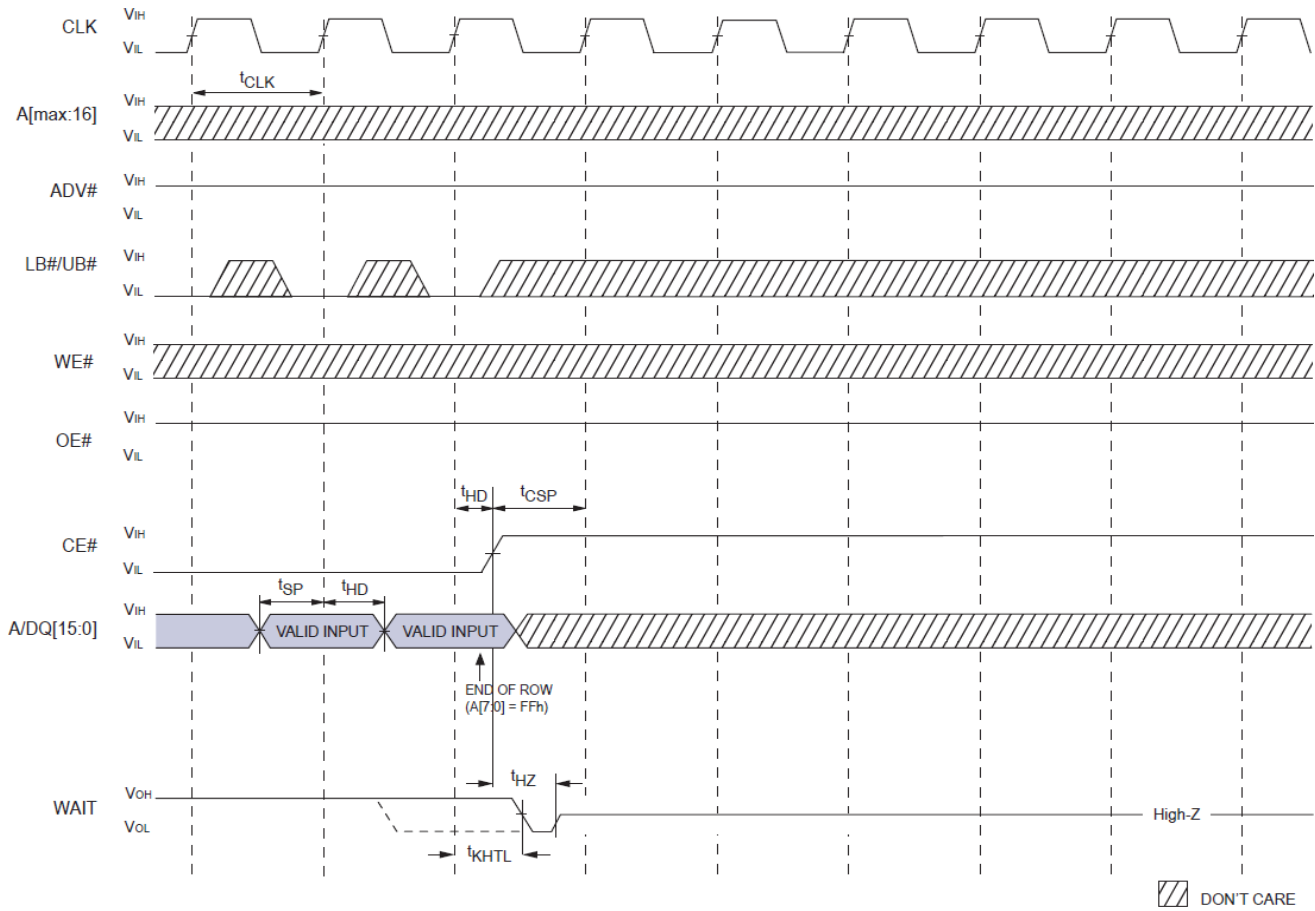 CLK VIH
VIL
tCLK
A[max:16] VIH
VIL
ADV# VIH
VIL
LB#/UB# VIH
VIL
WE# VIH
VIL
OE# VIH
VIL
tHD tCSP
CE# VIH
VIL
tSP tHD
A/DQ[15:0] VIH
VIL
VALID INPUT VALID INPUT
END OF ROW
(A[7:0] = FFh)
tHZ
WAIT VOH
VOL
High-Z
tKHTL
DON'T CARE